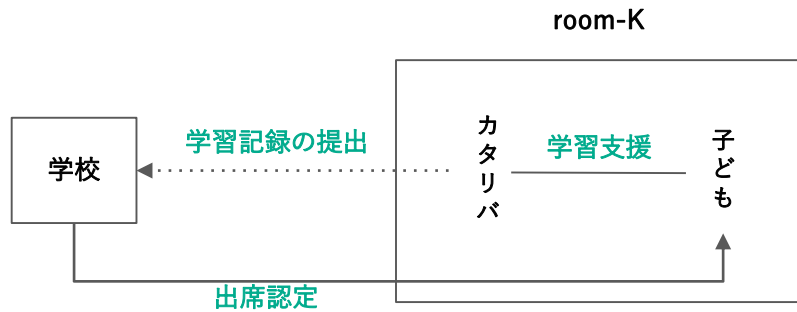 room-K
学校
学習記録の提出
カタリバ
学習支援
子ども
出席認定